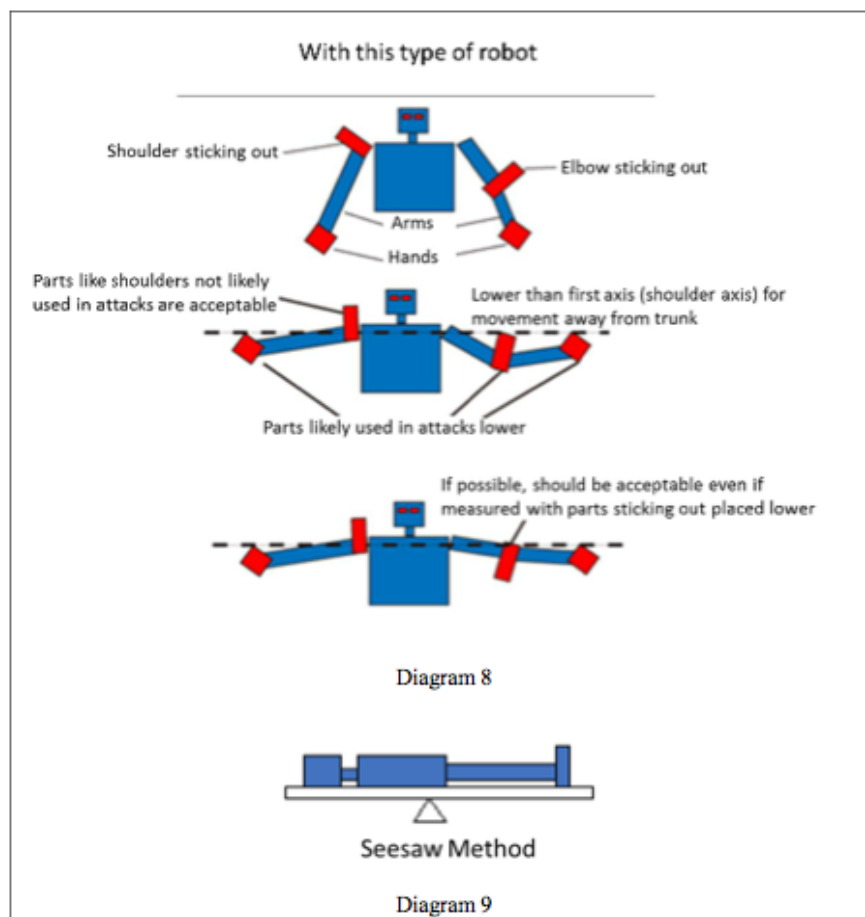 With this type of robot
Shoulder sticking out
Elbow sticking out
Arms
Hands
Parts like shoulders not likely
used in attacks are acceptable
Lower than first axis (shoulder axis) for
movement away from trunk
Parts likely used in attacks lower
If possible, should be acceptable even if
measured with parts sticking out placed lower
Diagram 8
Seesaw Method
Diagram 9